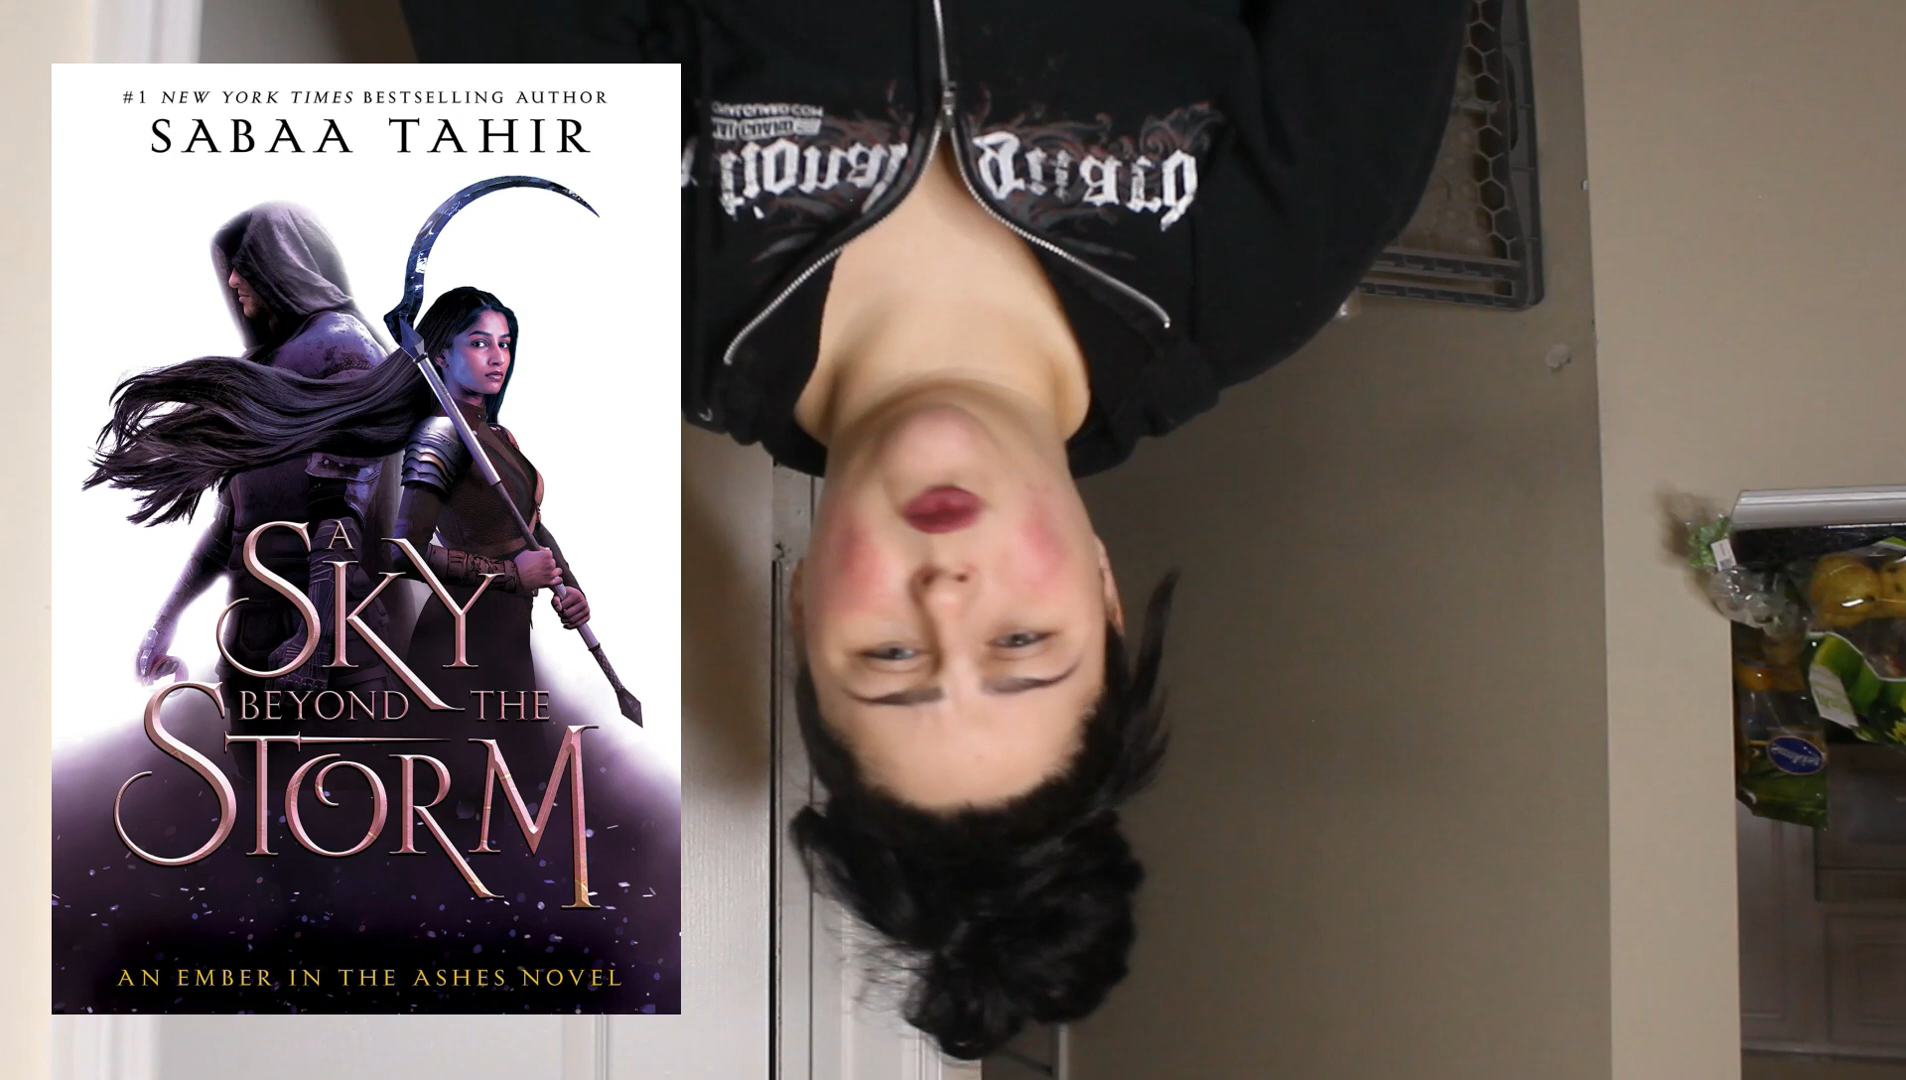 #1 NEW YORK TIMES BESTSELLING AUTHOR
SABAA TAHIR
A
SKY
BEYOND THE
STORM
AN EMBER IN THE ASHES NOVEL